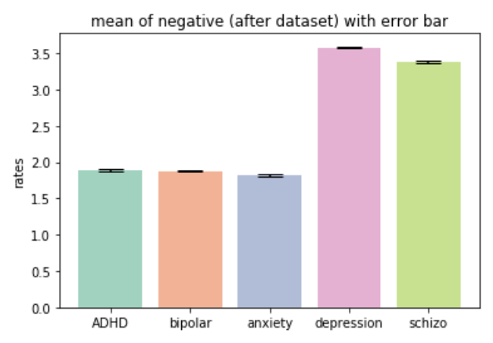 mean of negative (after dataset) with error bar
3.5
3.0
2.5
2.0
1.5
1.0
0.5
0.0
rates
ADHD bipolar anxiety depression schizo